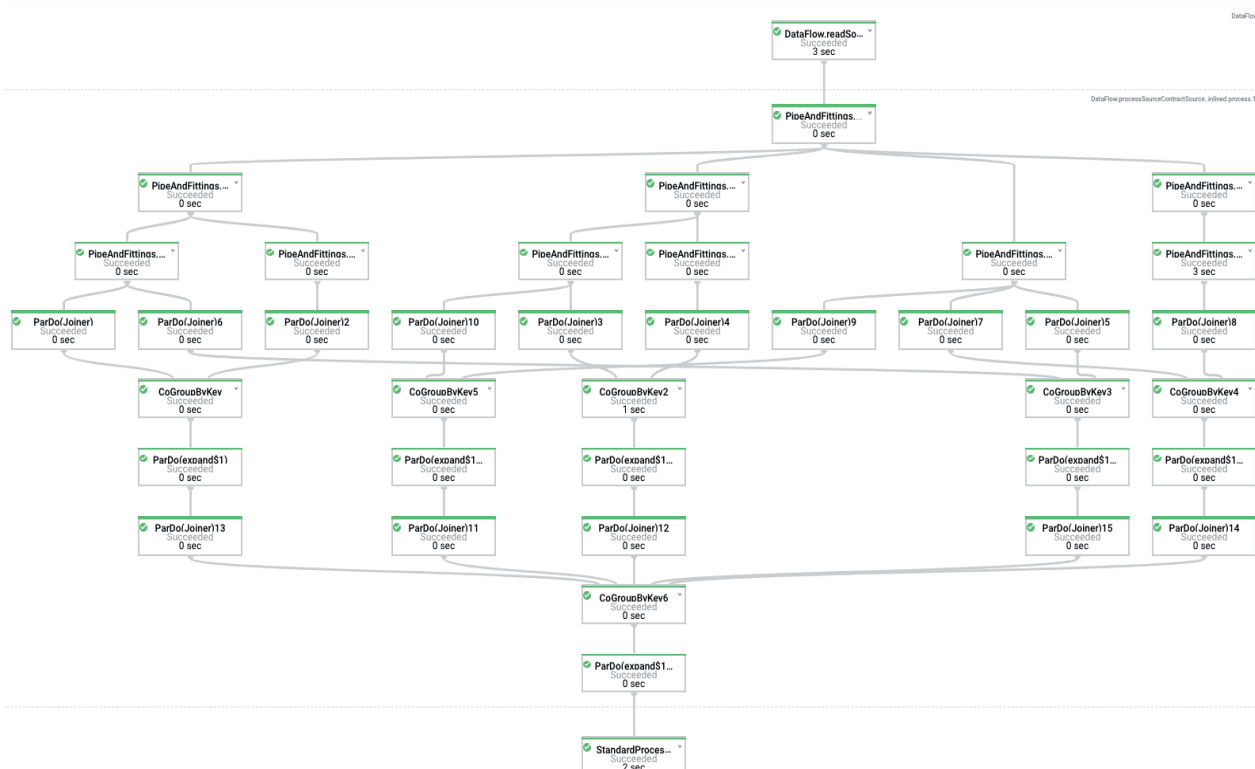 DataFlow
DataFlow.readSo...
Succeeded
3 sec
DataFlow.processSourceContractSource..inlined.process.1
PipeAndFittings....
Succeeded
0 sec
PipeAndFittings....
Succeeded
0 sec
PipeAndFittings....
Succeeded
0 sec
PipeAndFittings....
Succeeded
0 sec
PipeAndFittings....
Succeeded
0 sec
PipeAndFittings....
Succeeded
0 sec
PipeAndFittings....
Succeeded
0 sec
PipeAndFittings....
Succeeded
0 sec
PipeAndFittings....
Succeeded
0 sec
PipeAndFittings....
Succeeded
3 sec
ParDo(Joiner)
Succeeded
0 sec
ParDo(Joiner)6
Succeeded
0 sec
ParDo(Joiner)2
Succeeded
0 sec
ParDo(Joiner)10
Succeeded
0 sec
ParDo(Joiner)3
Succeeded
0 sec
ParDo(Joiner)4
Succeeded
0 sec
ParDo(Joiner)9
Succeeded
0 sec
ParDo(Joiner)7
Succeeded
0 sec
ParDo(Joiner)5
Succeeded
0 sec
ParDo(Joiner)8
Succeeded
0 sec
CoGroupByKey
Succeeded
0 sec
CoGroupByKey5
Succeeded
0 sec
CoGroupByKey2
Succeeded
1 sec
CoGroupByKey3
Succeeded
0 sec
CoGroupByKey4
Succeeded
0 sec
ParDo(expand$1)
Succeeded
0 sec
ParDo(expand$1...
Succeeded
0 sec
ParDo(expand$1...
Succeeded
0 sec
ParDo(expand$1...
Succeeded
0 sec
ParDo(expand$1...
Succeeded
0 sec
ParDo(Joiner)13
Succeeded
0 sec
ParDo(Joiner)11
Succeeded
0 sec
ParDo(Joiner)12
Succeeded
0 sec
ParDo(Joiner)15
Succeeded
0 sec
ParDo(Joiner)14
Succeeded
0 sec
CoGroupByKey6
Succeeded
0 sec
ParDo(expand$1...
Succeeded
0 sec
StandardProces...
Succeeded
2 sec